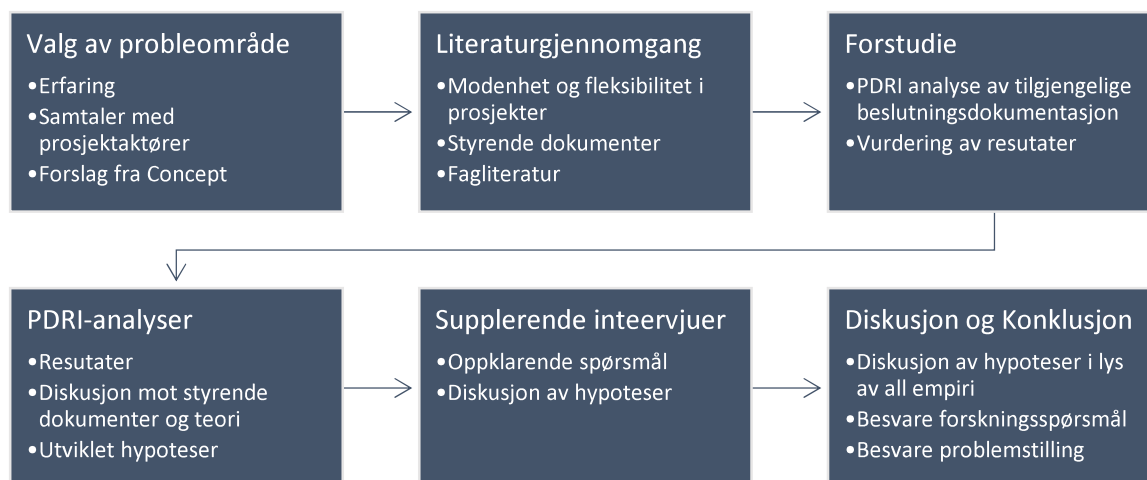 Valg av probleområde
•Erfaring
•Samtaler med
prosjektaktører
•Forslag fra Concept
Literaturgjennomgang
•Modenhet og fleksibilitet i
prosjekter
•Styrende dokumenter
•Fagliteratur
Forstudie
•PDRI analyse av tilgjengelige
beslutningsdokumentasjon
•Vurdering av resutater
PDRI-analyser
•Resutater
•Diskusjon mot styrende
dokumenter og teori
•Utviklet hypoteser
Supplerende inteervjuer
•Oppklarende spørsmål
•Diskusjon av hypoteser
Diskusjon og Konklusjon
•Diskusjon av hypoteser i lys
av all empiri
•Besvare forskningsspørsmål
•Besvare problemstilling